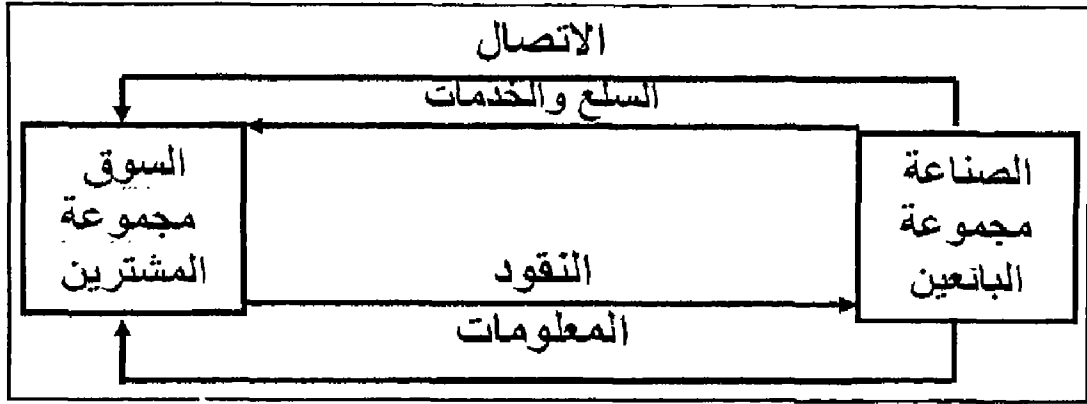 الاتصال
السلع والخدمات
الصناعة
مجموعة
البائعين
السوق
مجموعة
المشترين
النقود
المعلومات